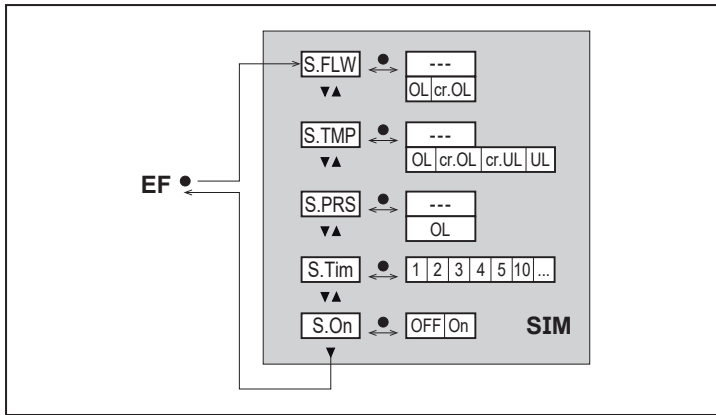 S.FLW ---
OL cr.OL
S.TMP ---
OL cr.OL cr.UL UL
EF
S.PRS ---
OL
S.Tim 1 2 3 4 5 10 ...
S.On OFF On SIM